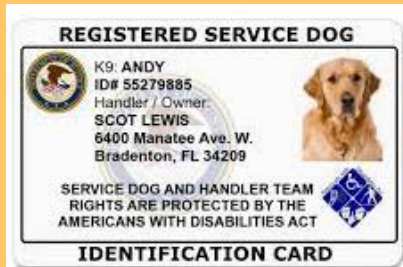 REGISTERED SERVICE DOG
K9: ANDY
ID# 55279885
Handler / Owner:
SCOT LEWIS
6400 Manatee Ave. W.
Bradenton, FL 34209
SERVICE DOG AND HANDLER TEAM
RIGHTS ARE PROTECTED BY THE
AMERICANS WITH DISABILITIES ACT
IDENTIFICATION CARD